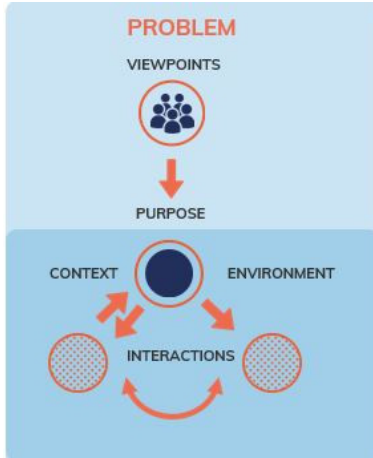 PROBLEM
VIEWPOINTS
PURPOSE
CONTEXT
ENVIRONMENT
INTERACTIONS